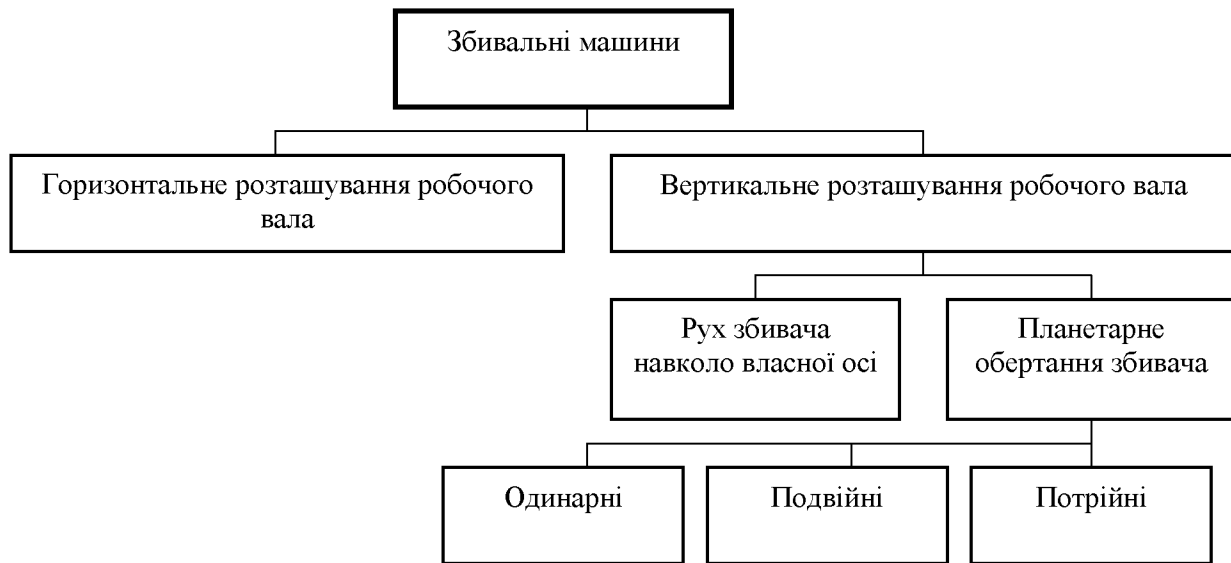 Збивальні машини
Горизонтальне розташування робочого
вала
Вертикальне розташування робочого вала
Рух збивача
навколо власної осі
Планетарне
обертання збивача
Одинарні
Подвійні
Потрійні